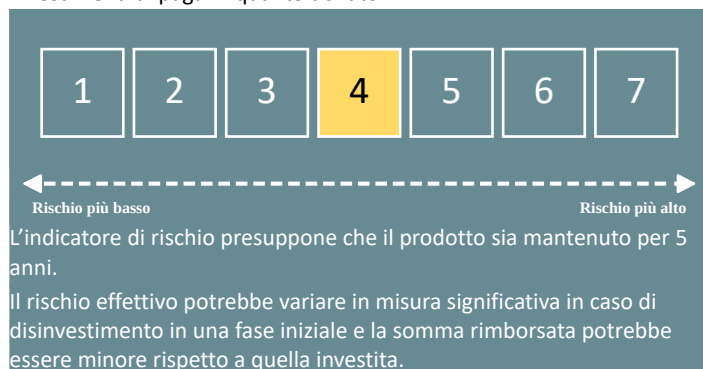 1 2 3 4 5 6 7
Rischio più basso Rischio più alto
L’indicatore di rischio presuppone che il prodotto sia mantenuto per 5
anni.
Il rischio effettivo potrebbe variare in misura significativa in caso di
disinvestimento in una fase iniziale e la somma rimborsata potrebbe
essere minore rispetto a quella investita.